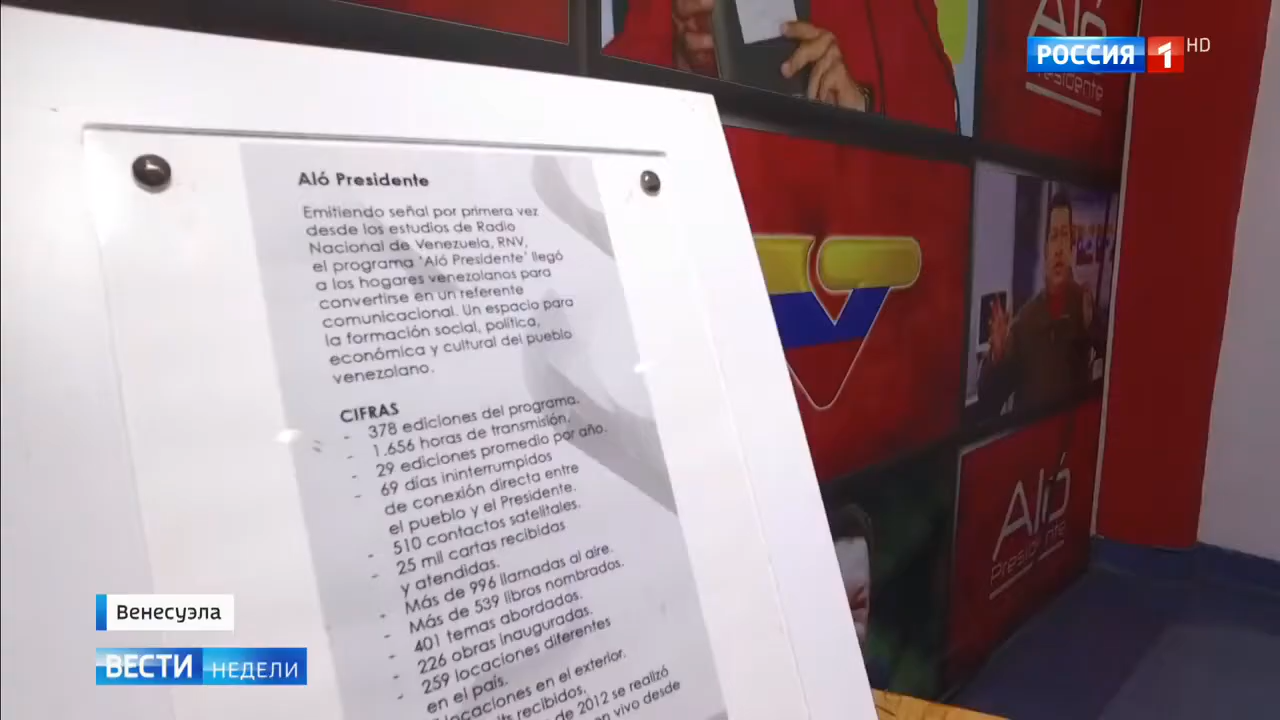 Aló
Presidente
РОССИЯ 1 HD
Aló Presidente
Emitiendo señal por primera vez
desde los estudios de Radio
Nacional de Venezuela, RNV,
el programa 'Aló Presidente' llegó
a los hogares venezolanos para
convertirse en un referente
comunicacional. Un espacio para
la formación social, política,
económica y cultural del pueblo
venezolano.
CIFRAS
- 378 ediciones del programa.
- 1.656 horas de transmisión.
- 29 ediciones promedio por año.
- 69 días ininterrumpidos
de conexión directa entre
el pueblo y el Presidente.
- 510 contactos satelitales.
- 25 mil cartas recibidas
y atendidas.
- Más de 996 llamadas al aire.
- Más de 539 libros nombrados.
- 401 temas abordados.
- 226 obras inauguradas.
- 259 locaciones diferentes
en el país.
locaciones en el exterior.
recibidos.
de 2012 se realizó
en vivo desde
Aló
Presidente
Венесуэла
ВЕСТИ НЕДЕЛИ